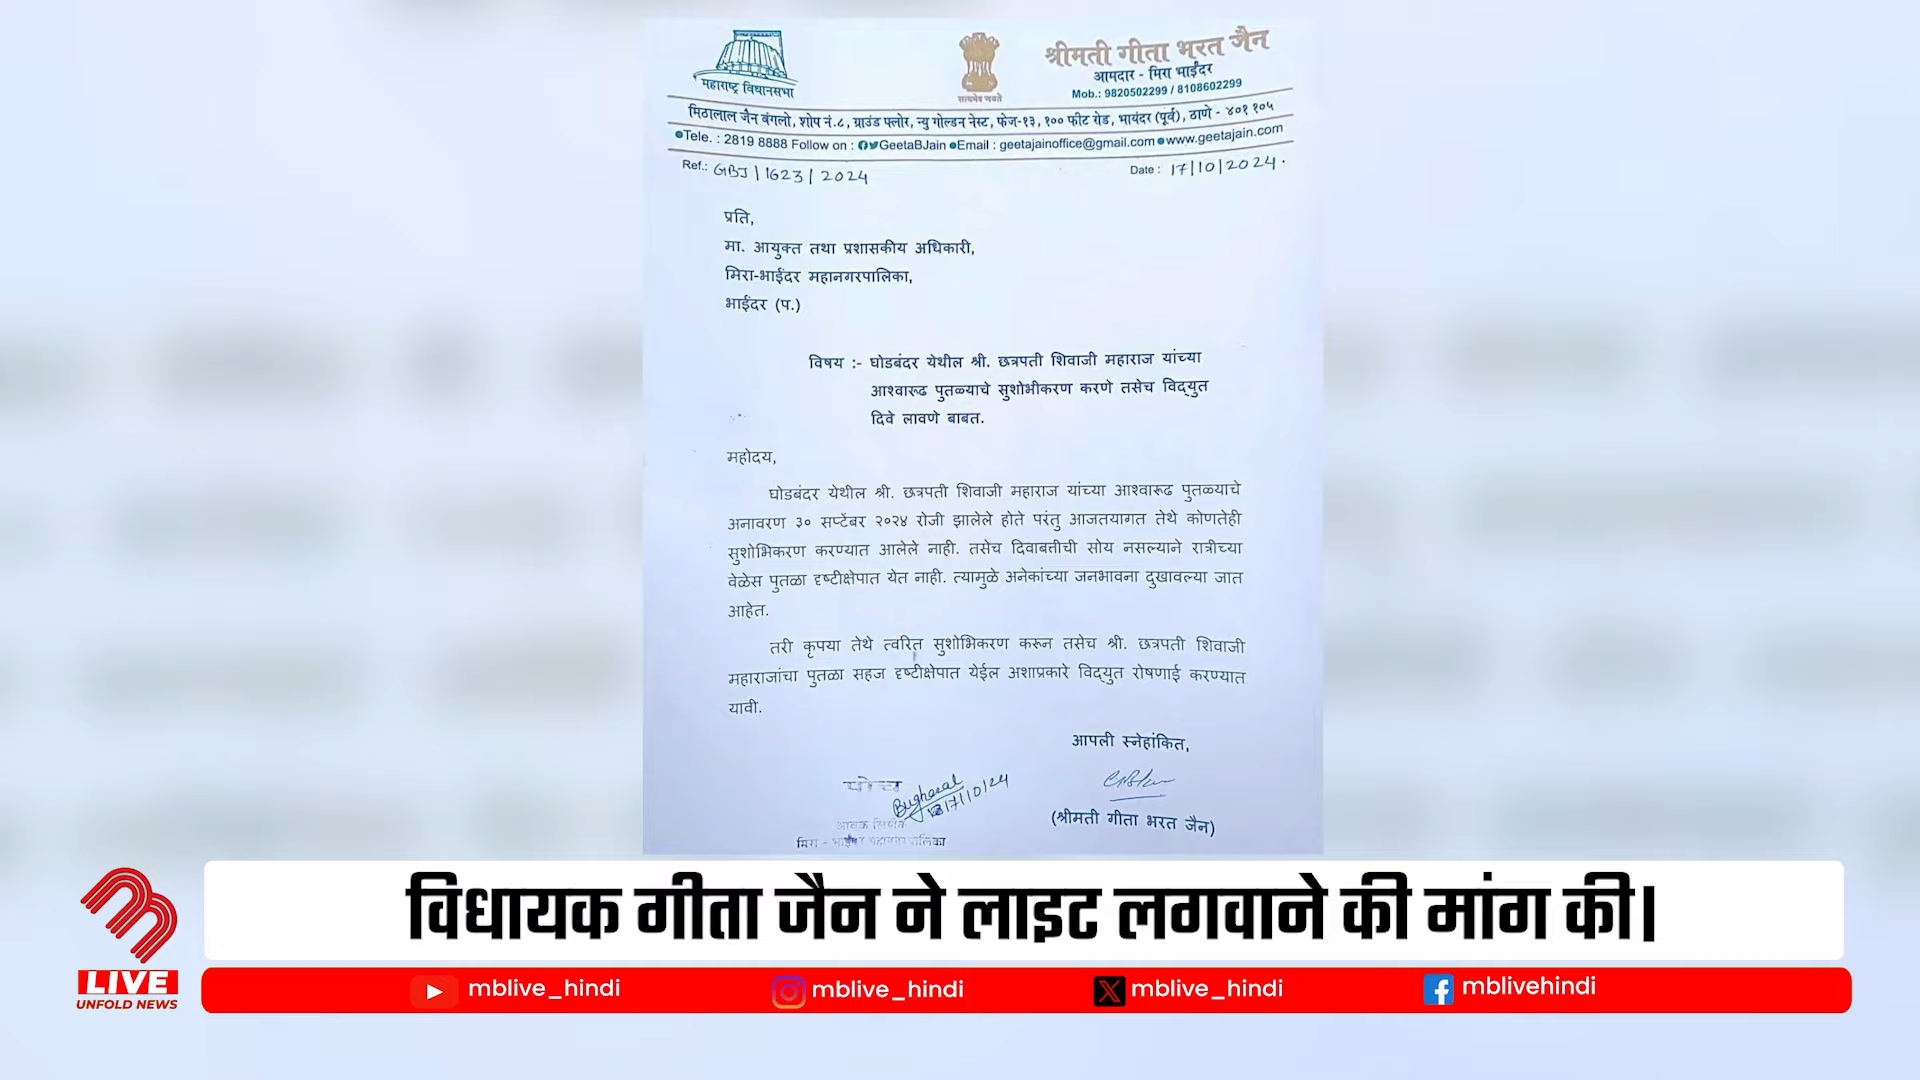 महाराष्ट्र विधानसभा
सत्यमेव जयते
श्रीमती गीता भरत जैन
आमदार - मिरा भाईंदर
Mob.: 9820502299 / 8108602299
मिठालाल जैन बंगलो, शोप नं.८, ग्राउंड फ्लोर, न्यु गोल्डन नेस्ट, फेज-१३, १०० फीट रोड, भायंदर (पूर्व), ठाणे - ४०१ १०५
Tele. : 2819 8888 Follow on : GeetaBJain Email : geetajainoffice@gmail.com www.geetajain.com
Ref.: GBJ | 1623 | 2024
Date : 17|10|2024.
प्रति,
मा. आयुक्त तथा प्रशासकीय अधिकारी,
मिरा-भाईंदर महानगरपालिका,
भाईंदर (प.)
विषय :- घोडबंदर येथील श्री. छत्रपती शिवाजी महाराज यांच्या
आश्वारूढ पुतळ्याचे सुशोभीकरण करणे तसेच विद्युत
दिवे लावणे बाबत.
महोदय,
घोडबंदर येथील श्री. छत्रपती शिवाजी महाराज यांच्या आश्वारूढ पुतळ्याचे
अनावरण ३० सप्टेंबर २०२४ रोजी झालेले होते परंतु आजतयागत तेथे कोणतेही
सुशोभिकरण करण्यात आलेले नाही. तसेच दिवाबत्तीची सोय नसल्याने रात्रीच्या
वेळेस पुतळा दृष्टीक्षेपात येत नाही. त्यामुळे अनेकांच्या जनभावना दुखावल्या जात
आहेत.
तरी कृपया तेथे त्वरित सुशोभिकरण करून तसेच श्री. छत्रपती शिवाजी
महाराजांचा पुतळा सहज दृष्टीक्षेपात येईल अशाप्रकारे विद्युत रोषणाई करण्यात
यावी.
आपली स्नेहांकित,
पोच
17/10/24
(श्रीमती गीता भरत जैन)
मिरा - भाईंदर महानगरपालिका
विधायक गीता जैन ने लाइट लगवाने की मांग की।
LIVE
UNFOLD NEWS
mblive_hindi
mblive_hindi
mblive_hindi
mblivehindi